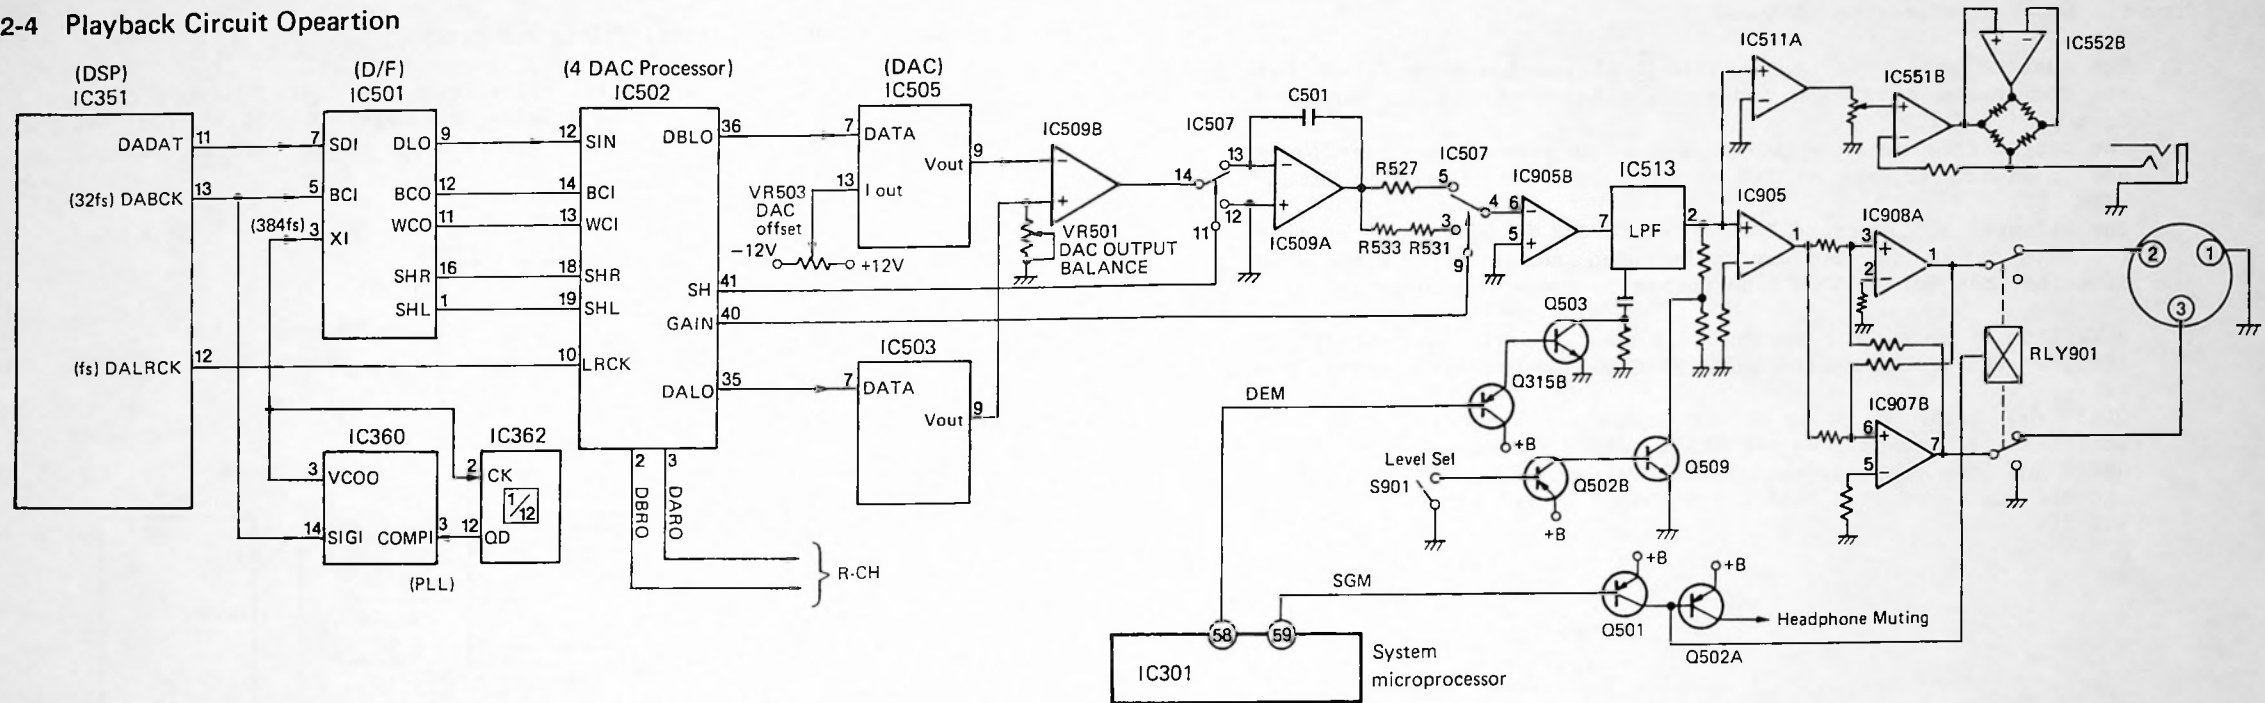 2-4 Playback Circuit Opeartion
(DSP)
IC351
DADAT
11
(32fs) DABCK
13
(fs) DALRCK
12
(D/F)
IC501
7
SDI
DLO
9
5
BCI
BCO
12
(384fs)
3
XI
WCO
11
SHR
16
SHL
1
IC360
3
VCOO
14
SIGI
COMPI
3
(PLL)
IC362
2
CK
1/12
12
QD
(4 DAC Processor)
IC502
12
SIN
DBLO
36
14
BCI
13
WCI
18
SHR
19
SHL
SH
41
GAIN
40
10
LRCK
DALO
35
2
3
DBRO
DARO
R-CH
(DAC)
IC505
7
DATA
Vout
9
13
I out
VR503
DAC
offset
-12V
+12V
IC503
7
DATA
Vout
9
IC509B
-
+
VR501
DAC OUTPUT
BALANCE
IC507
14
13
12
11
C501
-
+
IC509A
R527
R533
R531
IC507
5
4
3
9
IC905B
6
-
5
+
7
IC513
LPF
2
Q503
Q315B
+B
DEM
Level Sel
S901
Q502B
+B
Q509
SGM
+B
Q501
+B
Q502A
Headphone Muting
58
59
IC301
System
microprocessor
IC511A
+
-
IC551B
+
-
IC552B
+
-
IC905
+
-
1
IC908A
3
+
2
-
1
IC907B
6
+
5
-
7
RLY901
2
1
3